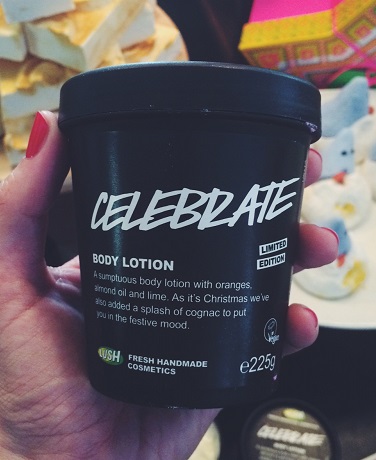 CELEBRATE
LIMITED
EDITION
BODY LOTION
A sumptuous body lotion with oranges,
almond oil and lime. As it's Christmas we've
also added a splash of cognac to put
you in the festive mood.
Vegan
LUSH
FRESH HANDMADE
COSMETICS
℮225g
CELEBRATE